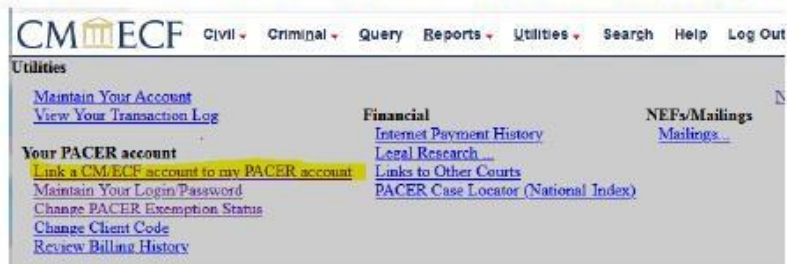 CM ECF Civil Criminal Query Reports Utilities Search Help Log Out
Utilities
Maintain Your Account
View Your Transaction Log
Your PACER account
Link a CM/ECF account to my PACER account
Maintain Your Login/Password
Change PACER Exemption Status
Change Client Code
Review Billing History
Financial
Internet Payment History
Legal Research ...
Links to Other Courts
PACER Case Locator (National Index)
NEFs/Mailings
Mailings...
N